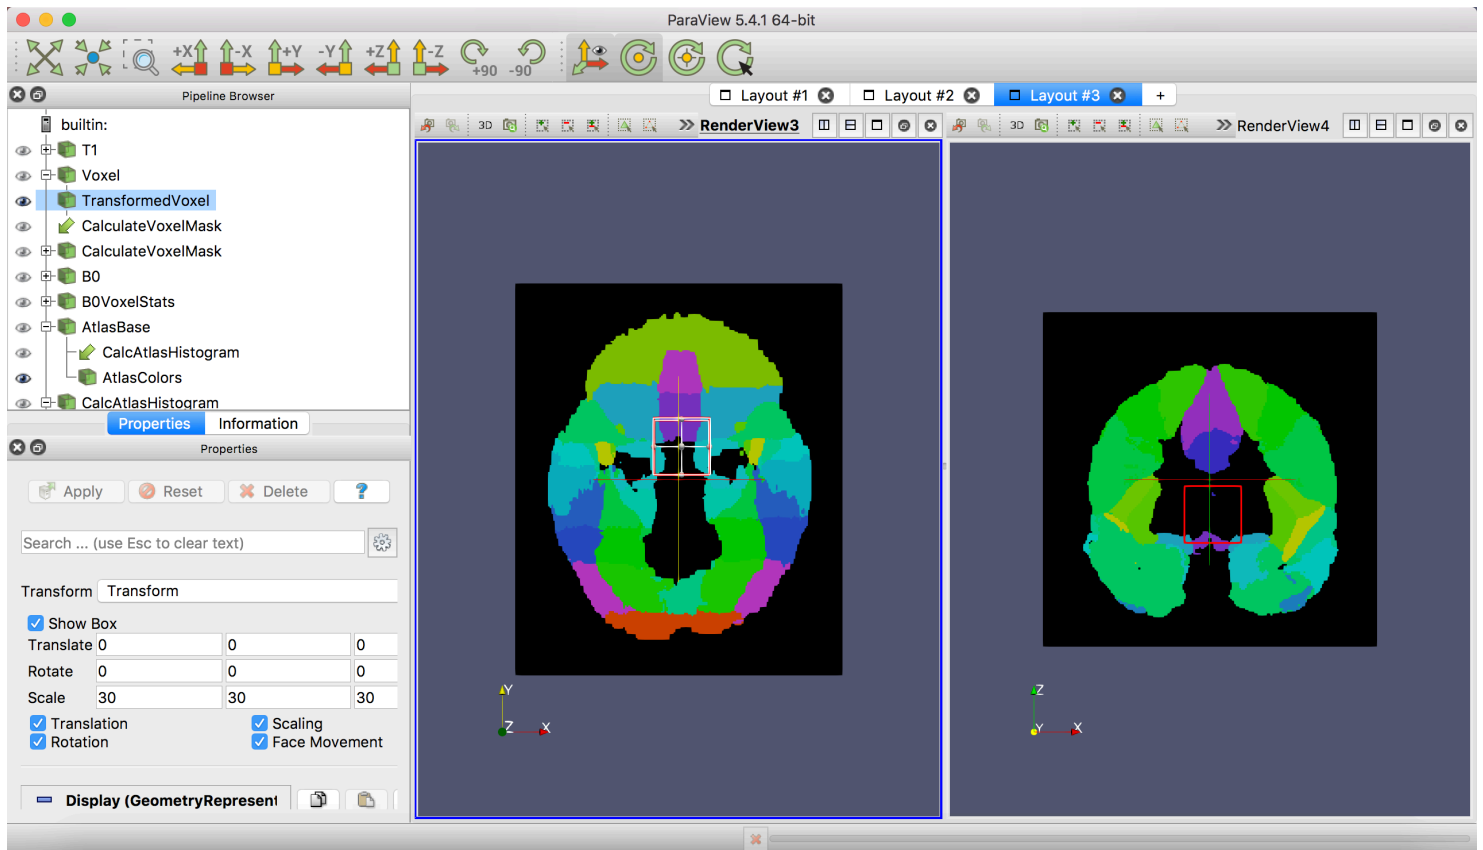 ParaView 5.4.1 64-bit
+X -X +Y -Y +Z -Z +90 -90
Pipeline Browser
Layout #1 Layout #2 Layout #3 +
builtin:
3D RenderView3 3D RenderView4
T1
Voxel
TransformedVoxel
CalculateVoxelMask
CalculateVoxelMask
B0
B0VoxelStats
AtlasBase
CalcAtlasHistogram
AtlasColors
CalcAtlasHistogram
Properties Information
Properties
Apply Reset Delete ?
Search ... (use Esc to clear text)
Transform Transform
Show Box
Translate 0 0 0
Rotate 0 0 0
Scale 30 30 30
Translation Scaling
Rotation Face Movement
Display (GeometryRepresent
Y
Z X
Z
Y X